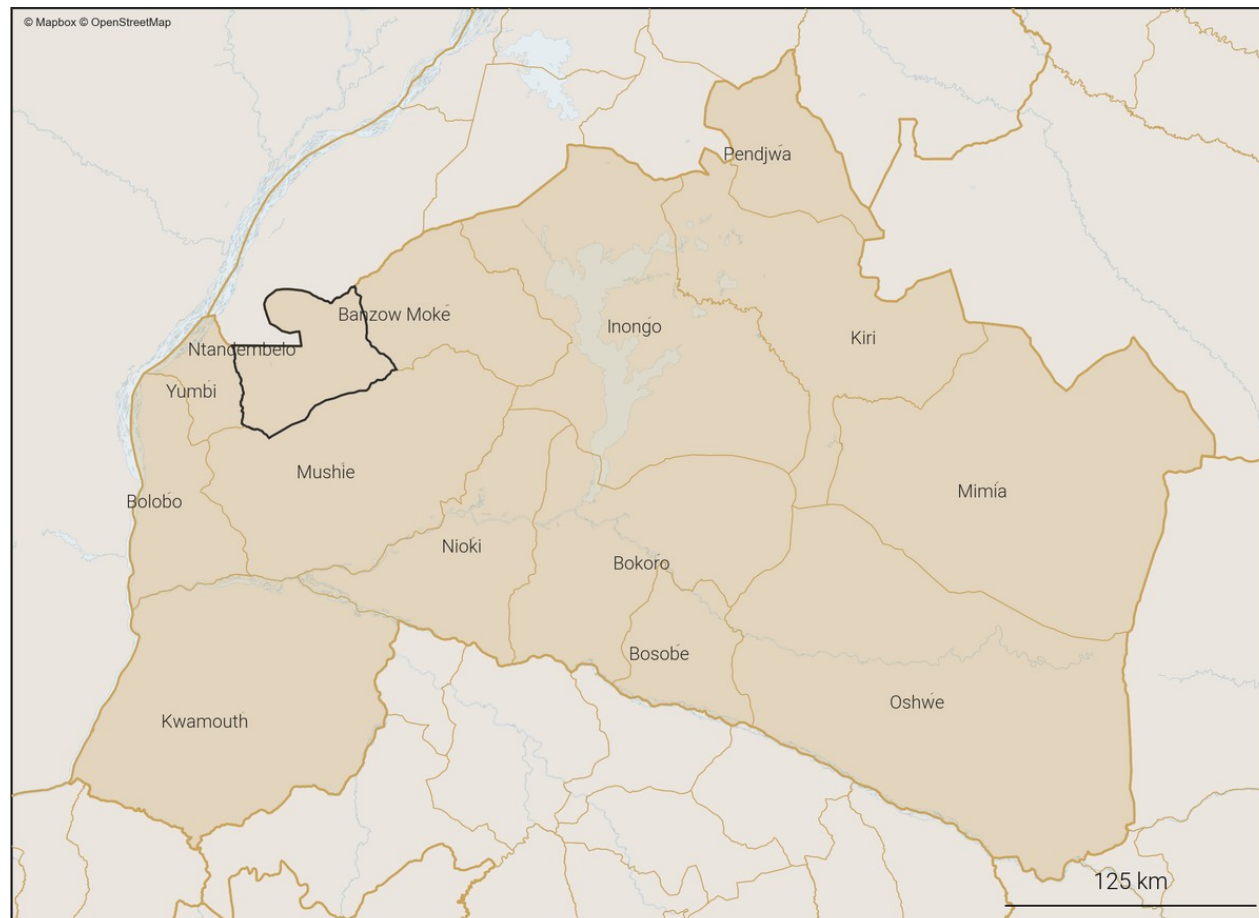 © Mapbox © OpenStreetMap
Pendjwa
Banzow Moke
Inongo
Kiri
Ntandembelo
Yumbi
Mushie
Mimia
Bolobo
Nioki
Bokoro
Bosobe
Oshwe
Kwamouth
125 km